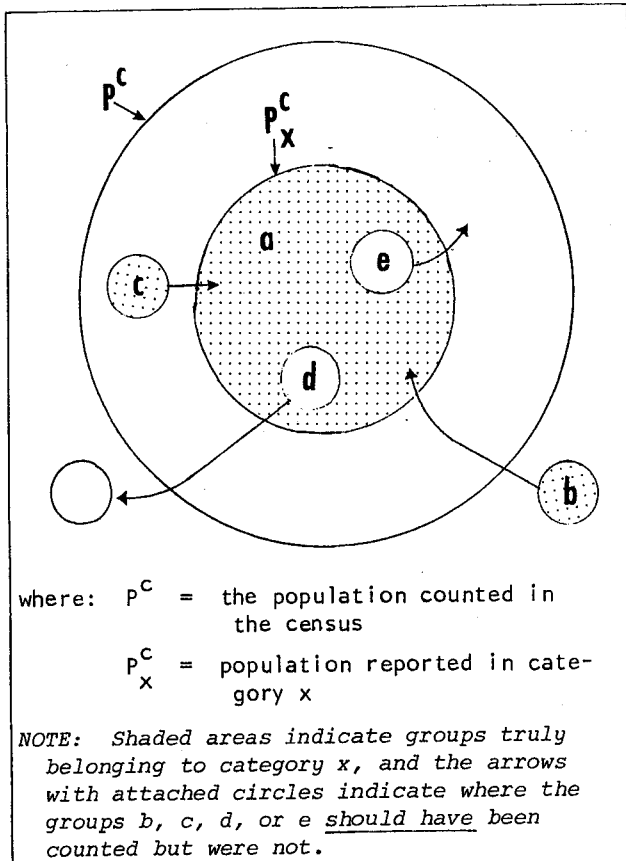 P^c
P^c_x
a
e
c
d
b
where: P^c = the population counted in
the census
P^c_x = population reported in cate-
gory x
NOTE: Shaded areas indicate groups truly
belonging to category x, and the arrows
with attached circles indicate where the
groups b, c, d, or e should have been
counted but were not.